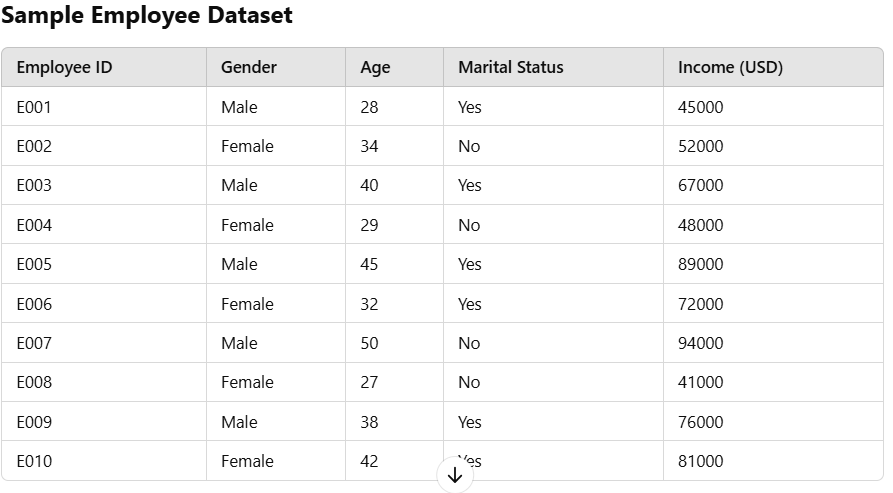 Sample Employee Dataset
Employee ID Gender Age Marital Status Income (USD)
E001 Male 28 Yes 45000
E002 Female 34 No 52000
E003 Male 40 Yes 67000
E004 Female 29 No 48000
E005 Male 45 Yes 89000
E006 Female 32 Yes 72000
E007 Male 50 No 94000
E008 Female 27 No 41000
E009 Male 38 Yes 76000
E010 Female 42 Yes 81000